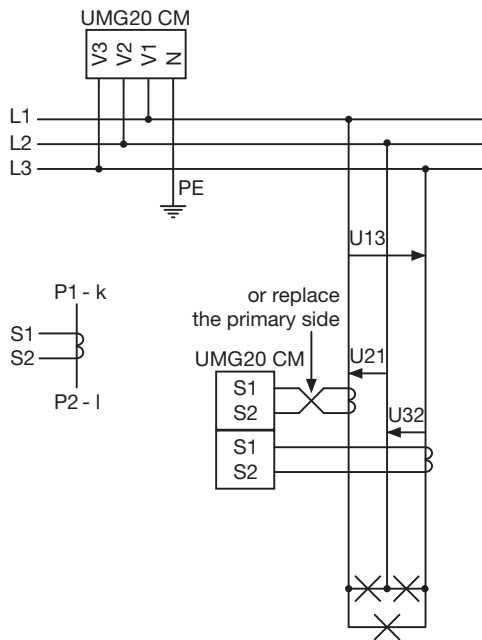 UMG20 CM
V3 V2 V1 N
L1
L2
L3
PE
U13
P1 - k
or replace
the primary side
S1
S2
UMG20 CM
U21
P2 - l
S1
S2
U32
S1
S2